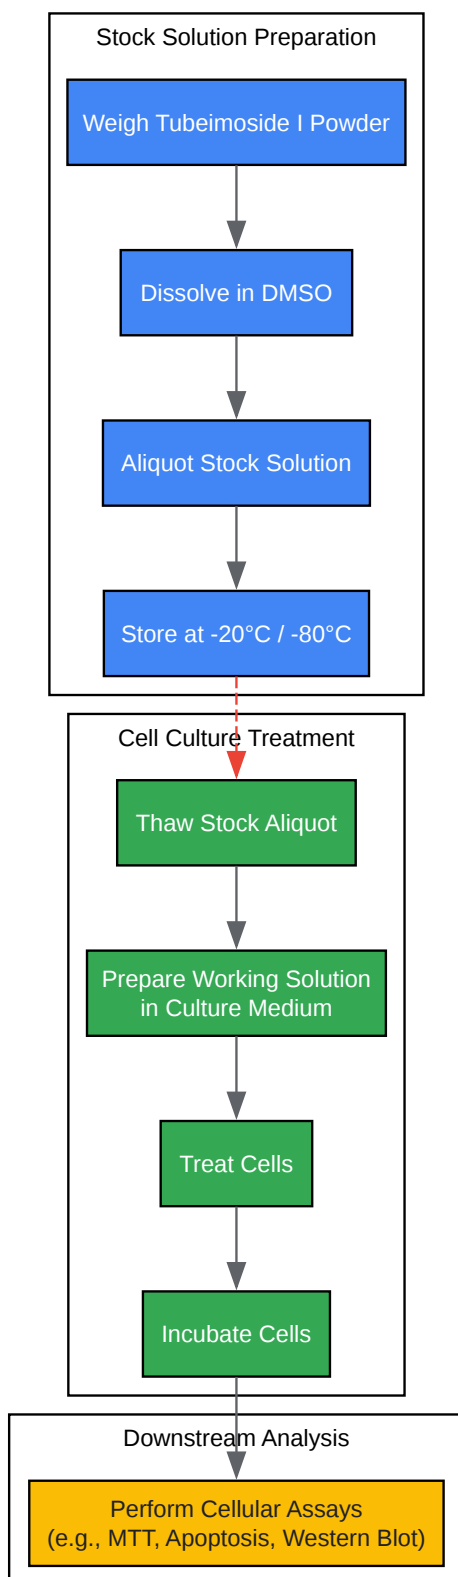 Stock Solution Preparation
Weigh Tubeimoside I Powder
Dissolve in DMSO
Aliquot Stock Solution
Store at -20°C / -80°C
Cell Culture Treatment
Thaw Stock Aliquot
Prepare Working Solution
in Culture Medium
Treat Cells
Incubate Cells
Downstream Analysis
Perform Cellular Assays
(e.g., MTT, Apoptosis, Western Blot)